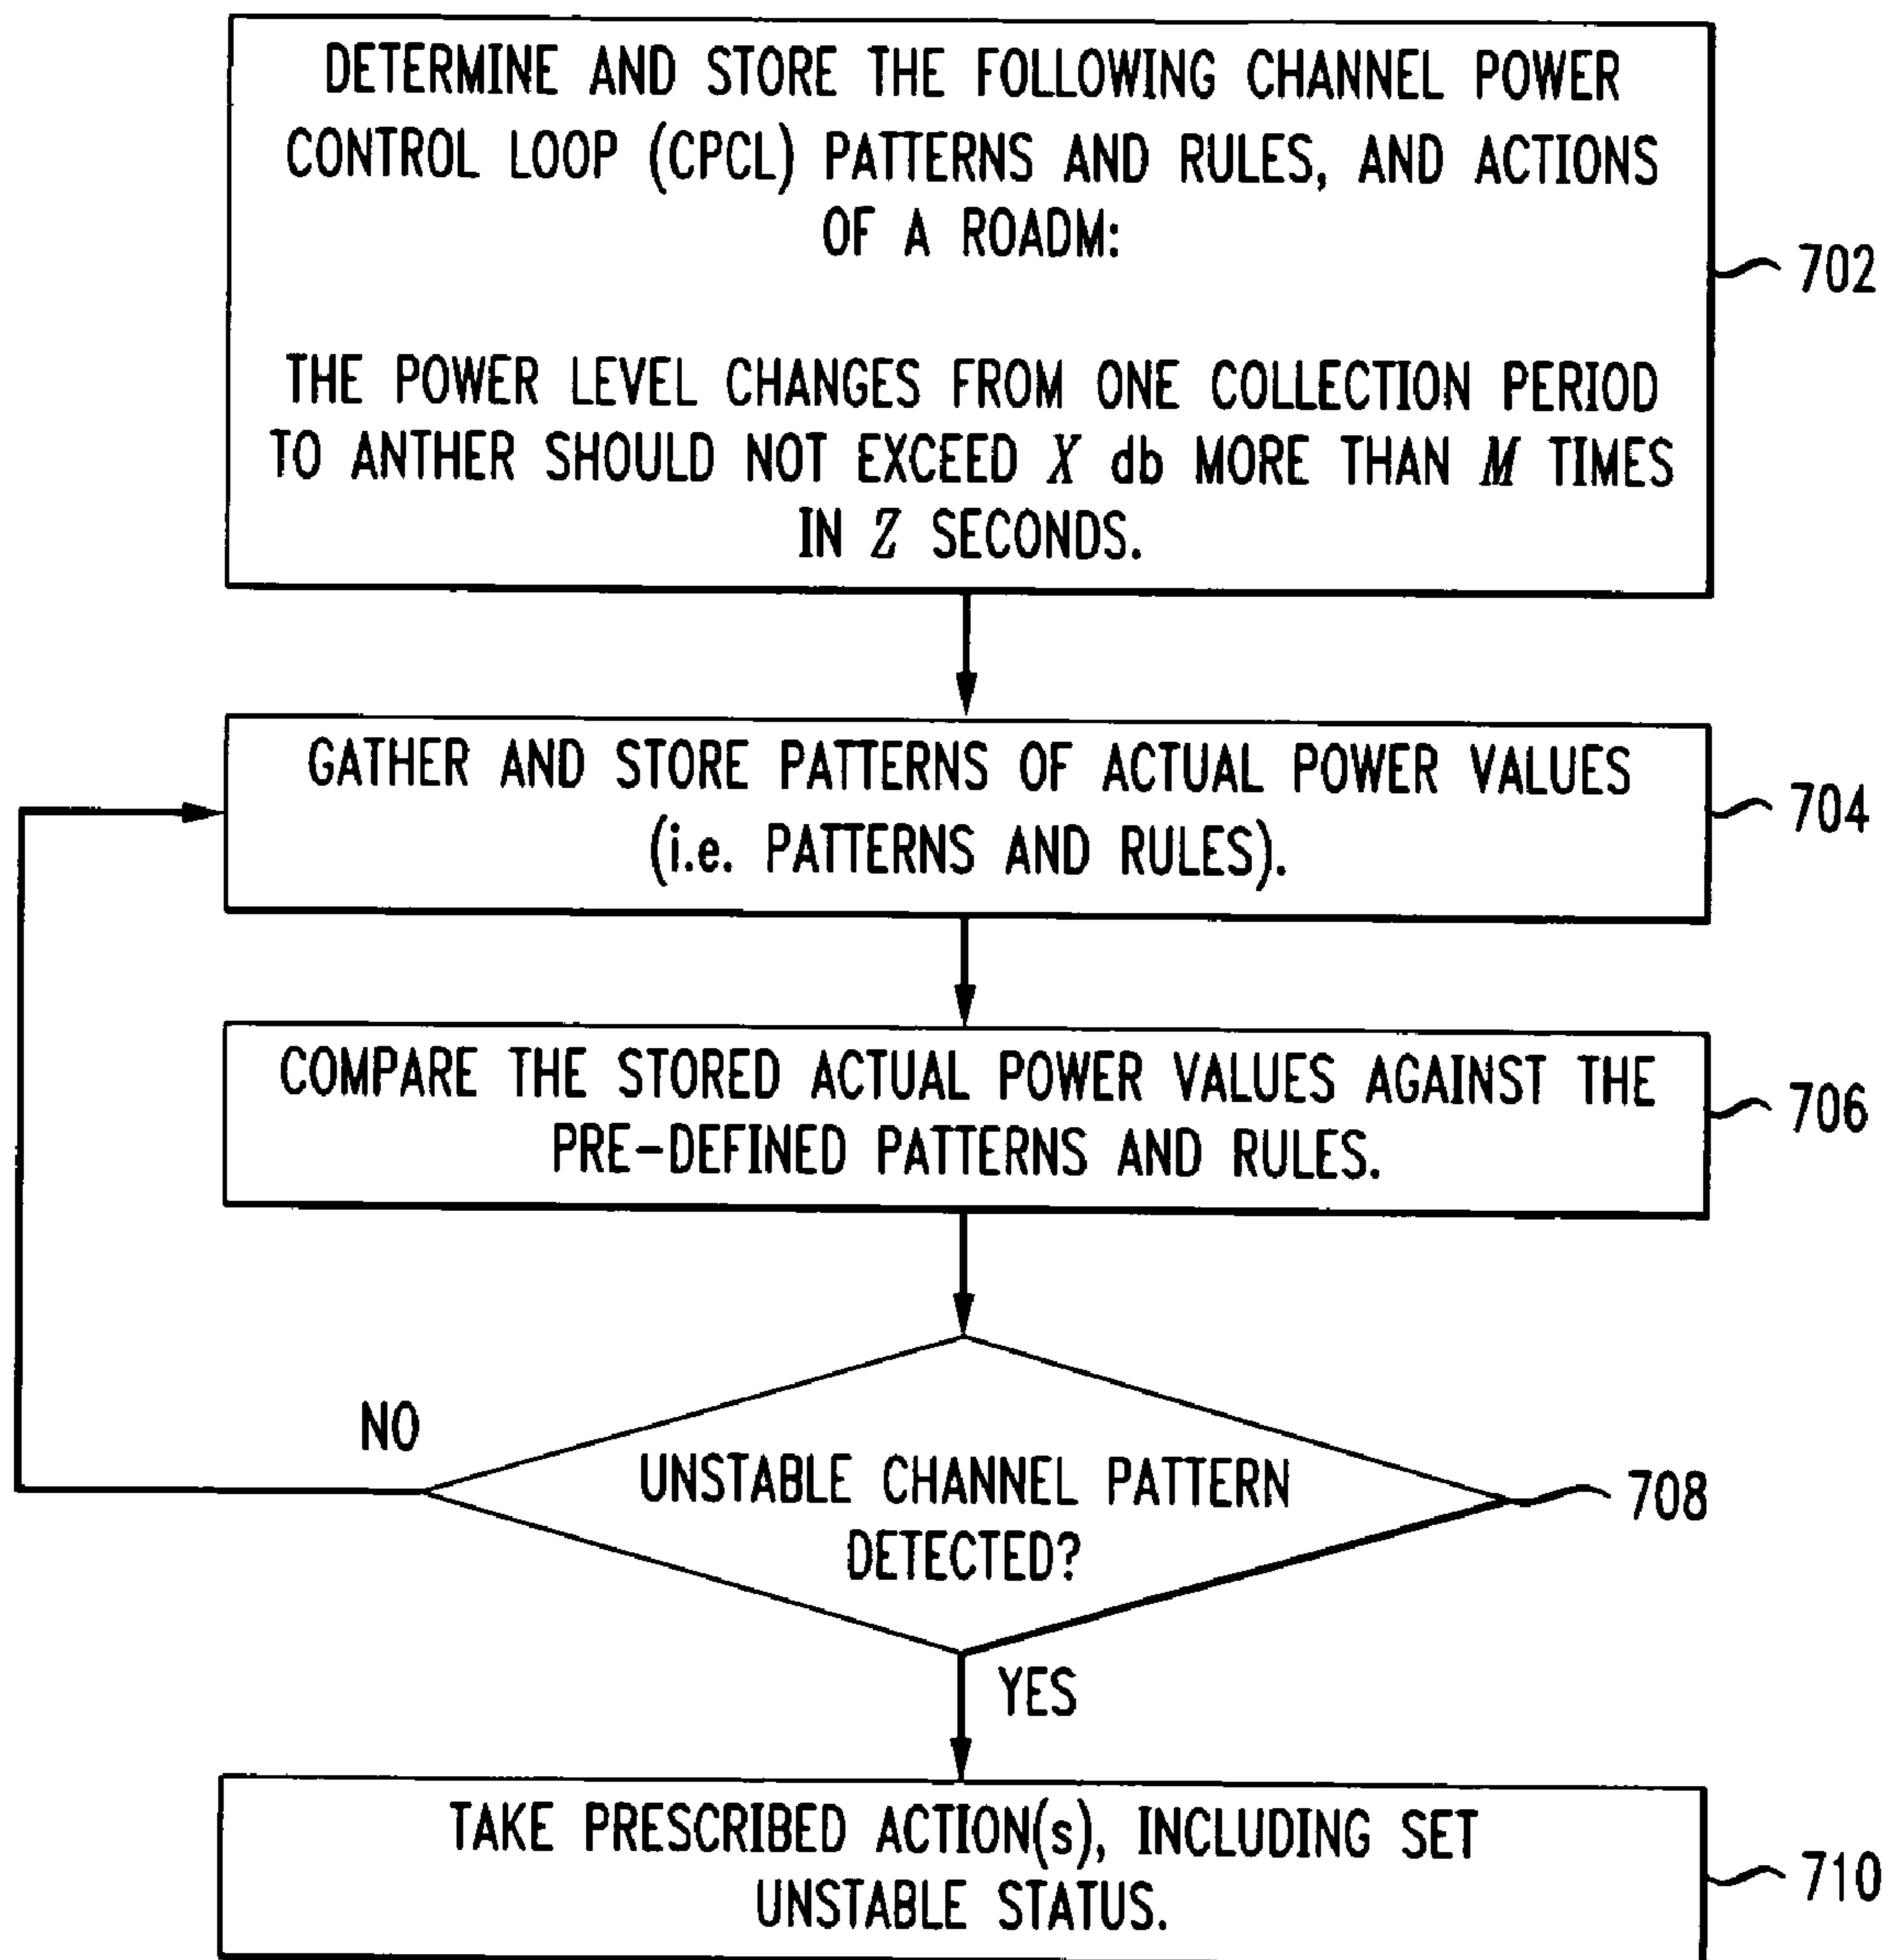 DETERMINE AND STORE THE FOLLOWING CHANNEL POWER
CONTROL LOOP (CPCL) PATTERNS AND RULES, AND ACTIONS
OF A ROADM:
702
THE POWER LEVEL CHANGES FROM ONE COLLECTION PERIOD
TO ANTHER SHOULD NOT EXCEED X db MORE THAN M TIMES
IN Z SECONDS.
GATHER AND STORE PATTERNS OF ACTUAL POWER VALUES
(i.e. PATTERNS AND RULES).
704
COMPARE THE STORED ACTUAL POWER VALUES AGAINST THE
PRE-DEFINED PATTERNS AND RULES.
706
NO
UNSTABLE CHANNEL PATTERN
DETECTED?
708
YES
TAKE PRESCRIBED ACTION(s), INCLUDING SET
UNSTABLE STATUS.
710